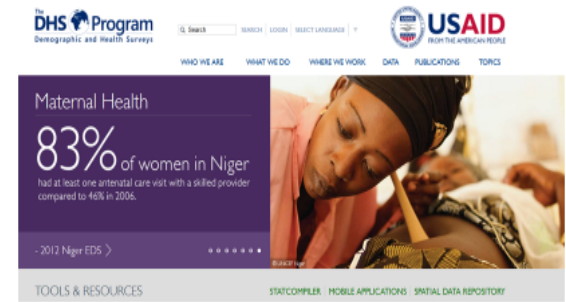 The
DHS Program
Demographic and Health Surveys
Search
SEARCH LOGIN SELECT LANGUAGE
USAID
FROM THE AMERICAN PEOPLE
WHO WE ARE WHAT WE DO WHERE WE WORK DATA PUBLICATIONS TOPICS
Maternal Health
83% of women in Niger
had at least one antenatal care visit with a skilled provider
compared to 46% in 2006.
- 2012 Niger EDS
TOOLS & RESOURCES
STATCOMPILER MOBILE APPLICATIONS SPATIAL DATA REPOSITORY